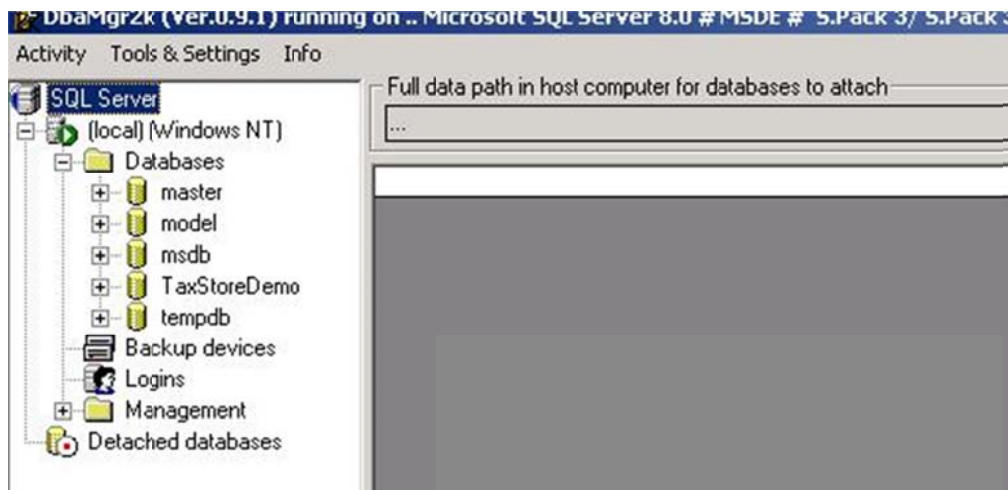 DbaMgr2k (Ver.0.9.1) running on .. Microsoft SQL Server 8.0 # MSDE # S.Pack 3/ S.Pack 3
Activity Tools & Settings Info
SQL Server
(local) (Windows NT)
Databases
master
model
msdb
TaxStoreDemo
tempdb
Backup devices
Logins
Management
Detached databases
Full data path in host computer for databases to attach
...